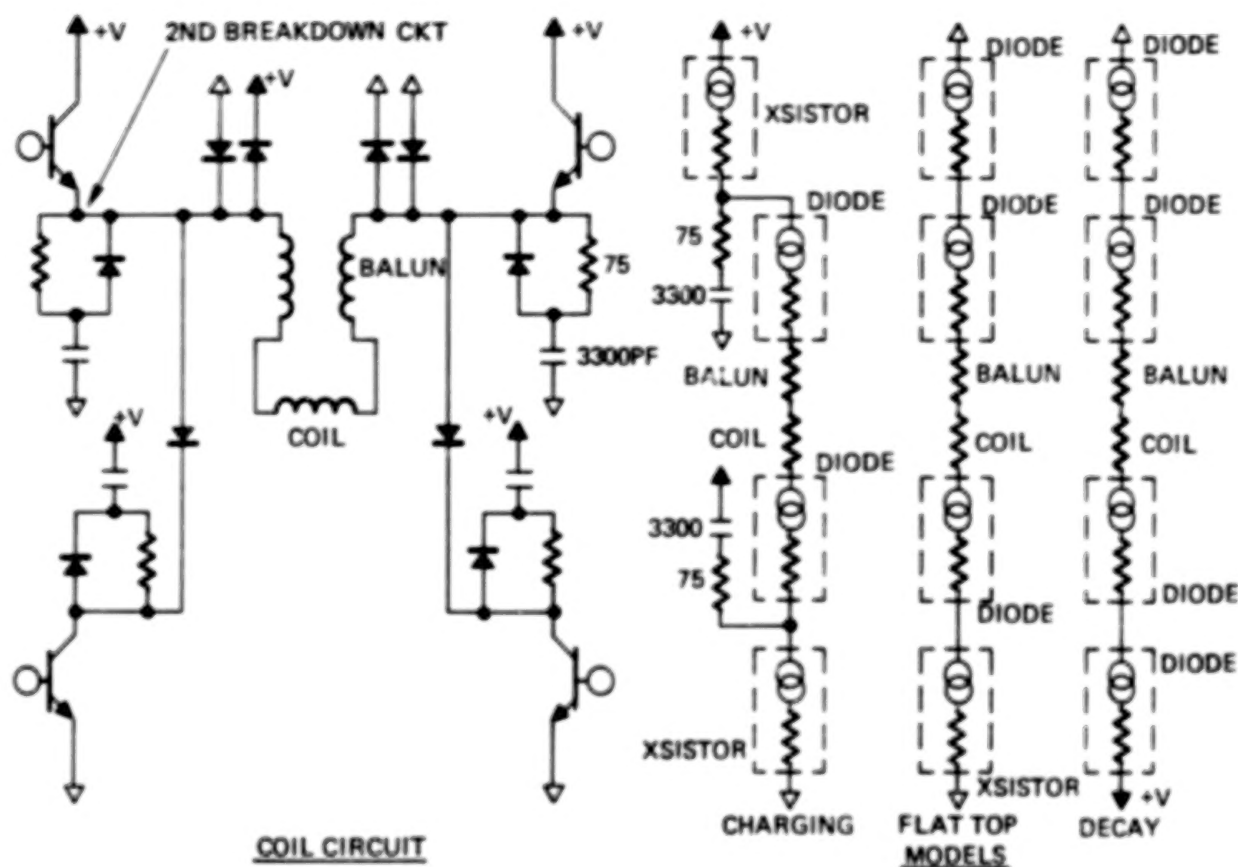 +V
2ND BREAKDOWN CKT
+V
+V
BALUN
75
3300PF
COIL
+V
+V
COIL CIRCUIT
+V
XSISTOR
DIODE
75
3300
BALUN
COIL
DIODE
3300
75
XSISTOR
CHARGING
DIODE
DIODE
BALUN
COIL
DIODE
XSISTOR
FLAT TOP
MODELS
DIODE
DIODE
BALUN
COIL
DIODE
DIODE
+V
DECAY